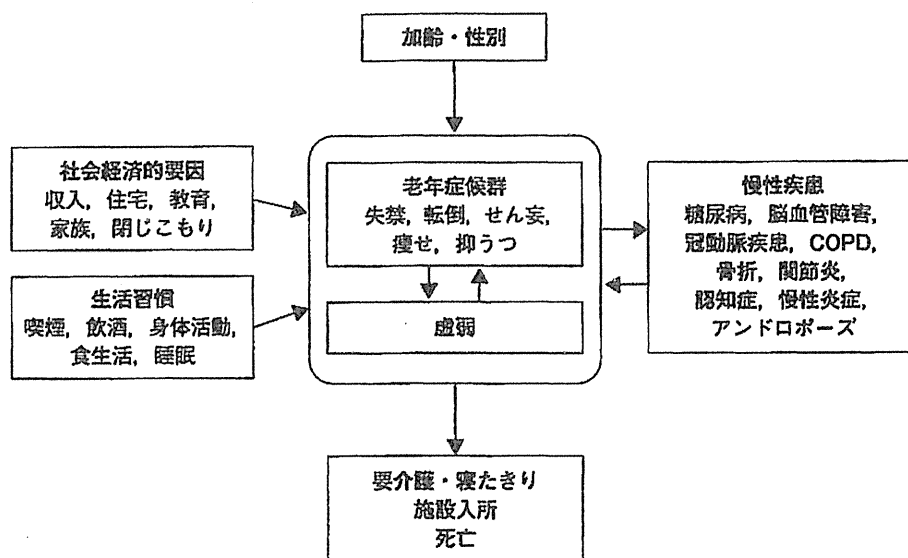 加齢・性別
社会経済的要因
収入，住宅，教育，
家族，閉じこもり
生活習慣
喫煙，飲酒，身体活動，
食生活，睡眠
老年症候群
失禁，転倒，せん妄，
痩せ，抑うつ
虚弱
慢性疾患
糖尿病，脳血管障害，
冠動脈疾患，COPD，
骨折，関節炎，
認知症，慢性炎症，
アンドロポーズ
要介護・寝たきり
施設入所
死亡